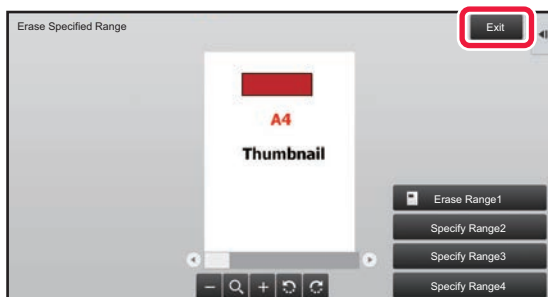 Erase Specified Range
Exit
A4
Thumbnail
Erase Range1
Specify Range2
Specify Range3
Specify Range4